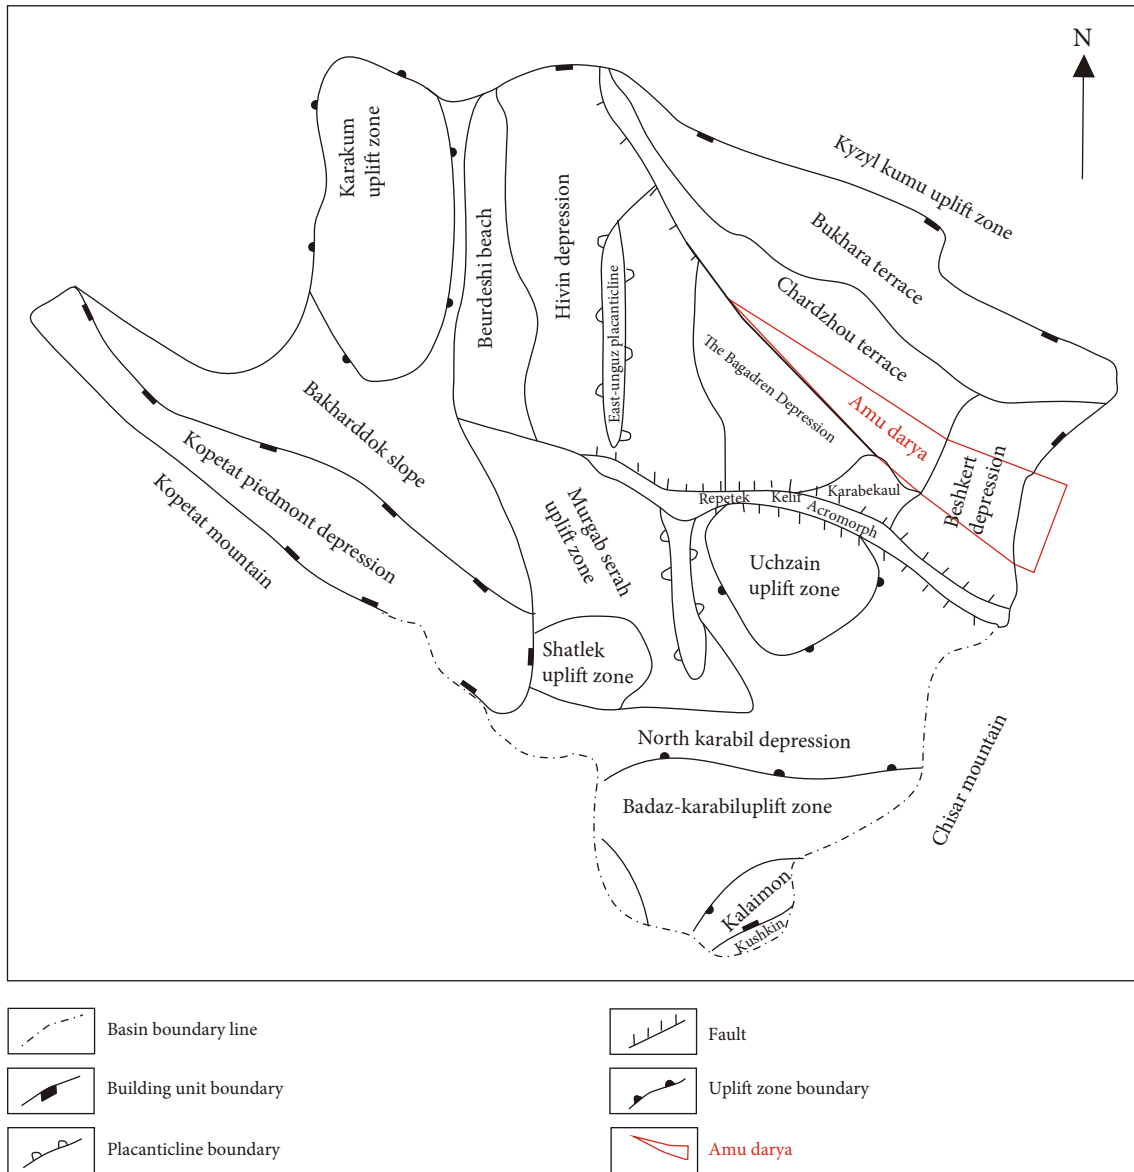 N
Kyzyl kumu uplift zone
Karakum
uplift zone
Bukhara terrace
Beurdeshi beach
Hivin depression
East-unguz placanticline
Chardzhou terrace
The Bagadren Depression
Amu darya
Bakharddok slope
Kopetat piedmont depression
Kopetat mountain
Beshkert
depression
Murgab serah
uplift zone
Repetek
Kelif
Karabekaul
Acromorph
Uchzain
uplift zone
Shatlek
uplift zone
North karabil depression
Badaz-karabiluplift zone
Chisar mountain
Kalaimon
Kushkin
Basin boundary line
Building unit boundary
Placanticline boundary
Fault
Uplift zone boundary
Amu darya